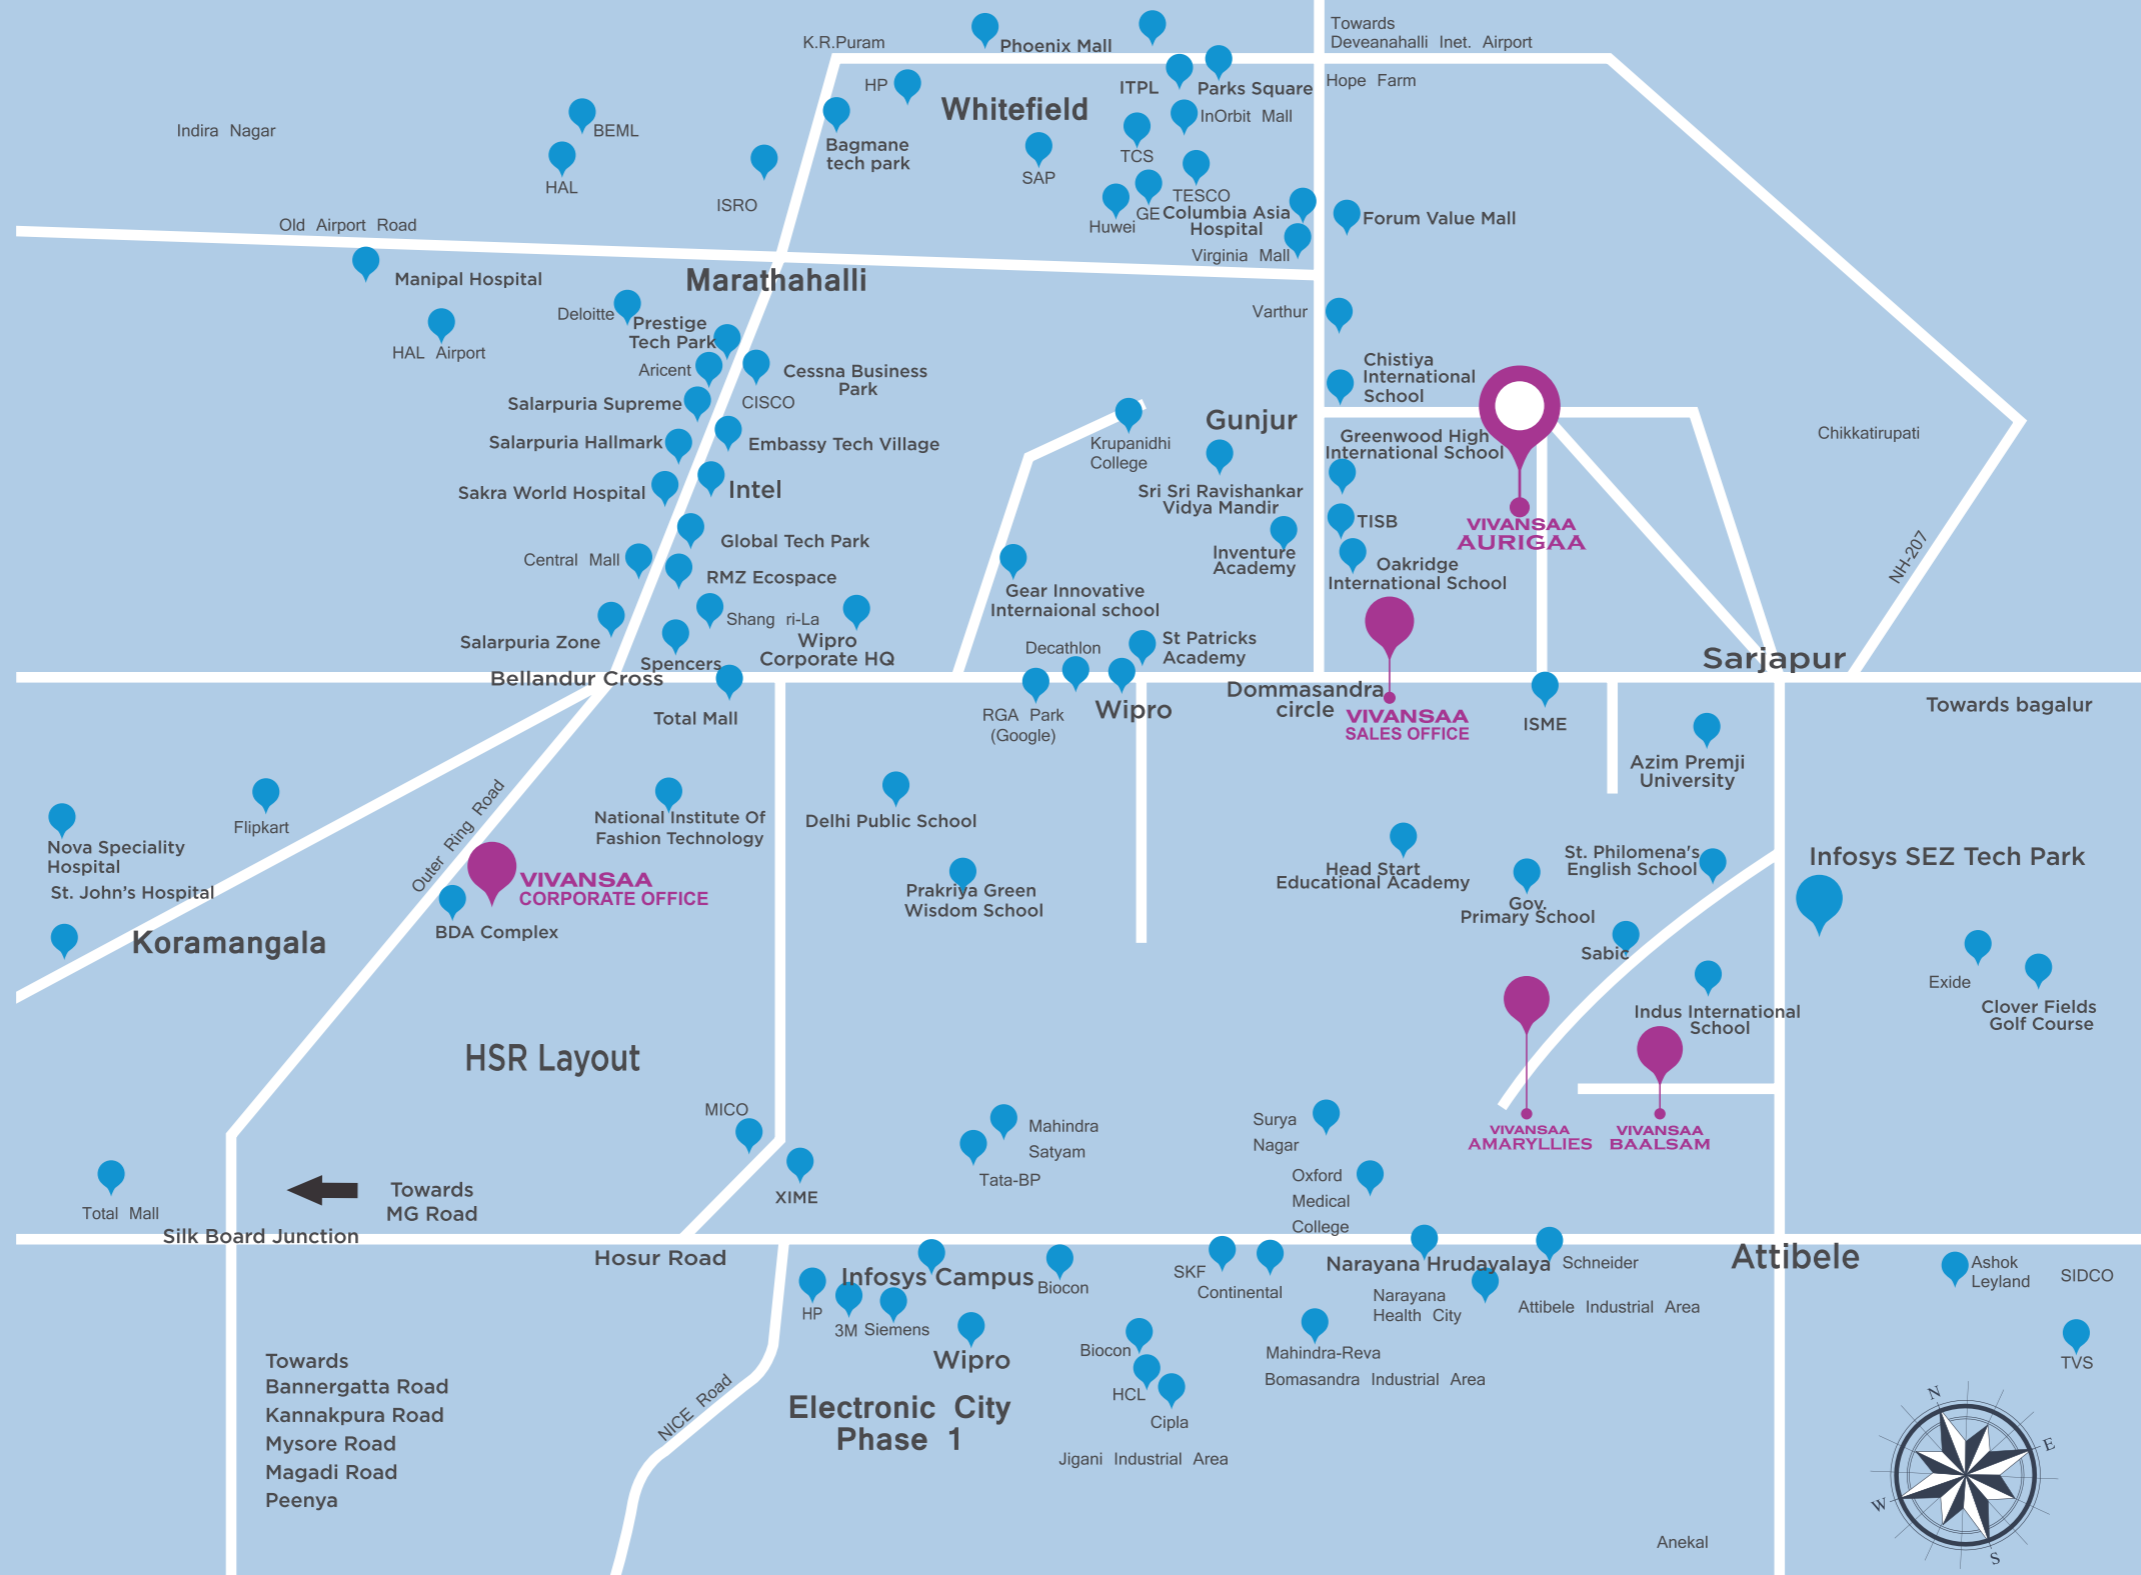 Towards
Deveanahalli Inet. Airport
K.R.Puram
Phoenix Mall
HP
ITPL
Parks Square
Hope Farm
Whitefield
InOrbit Mall
Indira Nagar
BEML
Bagmane
tech park
TCS
HAL
SAP
TESCO
ISRO
GE
Huwei
Columbia Asia
Hospital
Forum Value Mall
Old Airport Road
Virginia Mall
Manipal Hospital
Marathahalli
Deloitte
Prestige
Tech Park
Varthur
HAL Airport
Aricent
Cessna Business
Park
Chistiya
International
School
Salarpuria Supreme
CISCO
Gunjur
Salarpuria Hallmark
Embassy Tech Village
Krupanidhi
College
Greenwood High
International School
Chikkatirupati
Sakra World Hospital
Intel
Sri Sri Ravishankar
Vidya Mandir
TISB
VIVANSAA
AURIGAA
Global Tech Park
Central Mall
Inventure
Academy
Oakridge
International School
NH-207
RMZ Ecospace
Gear Innovative
Internaional school
Shang ri-La
Salarpuria Zone
Wipro
Corporate HQ
Decathlon
St Patricks
Academy
Spencers
Sarjapur
Bellandur Cross
Dommasandra
circle
Total Mall
RGA Park
(Google)
Wipro
VIVANSAA
SALES OFFICE
ISME
Towards bagalur
Azim Premji
University
Flipkart
Outer Ring Road
National Institute Of
Fashion Technology
Delhi Public School
Nova Speciality
Hospital
St. John's Hospital
VIVANSAA
CORPORATE OFFICE
Prakriya Green
Wisdom School
Head Start
Educational Academy
St. Philomena's
English School
Infosys SEZ Tech Park
Gov.
Primary School
BDA Complex
Koramangala
Sabic
Exide
Indus International
School
Clover Fields
Golf Course
HSR Layout
MICO
Mahindra
Satyam
Surya
Nagar
VIVANSAA
AMARYLLIES
VIVANSAA
BAALSAM
Tata-BP
Oxford
Medical
College
XIME
Towards
MG Road
Total Mall
Silk Board Junction
Hosur Road
Infosys Campus
Biocon
SKF
Continental
Narayana Hrudayalaya
Schneider
Attibele
Ashok
Leyland
SIDCO
Narayana
Health City
Attibele Industrial Area
HP
3M
Siemens
Wipro
Biocon
Mahindra-Reva
Bomasandra Industrial Area
TVS
HCL
Cipla
Towards
Bannergatta Road
Kannakpura Road
Mysore Road
Magadi Road
Peenya
NICE Road
Electronic City
Phase 1
Jigani Industrial Area
Anekal
N
E
W
S